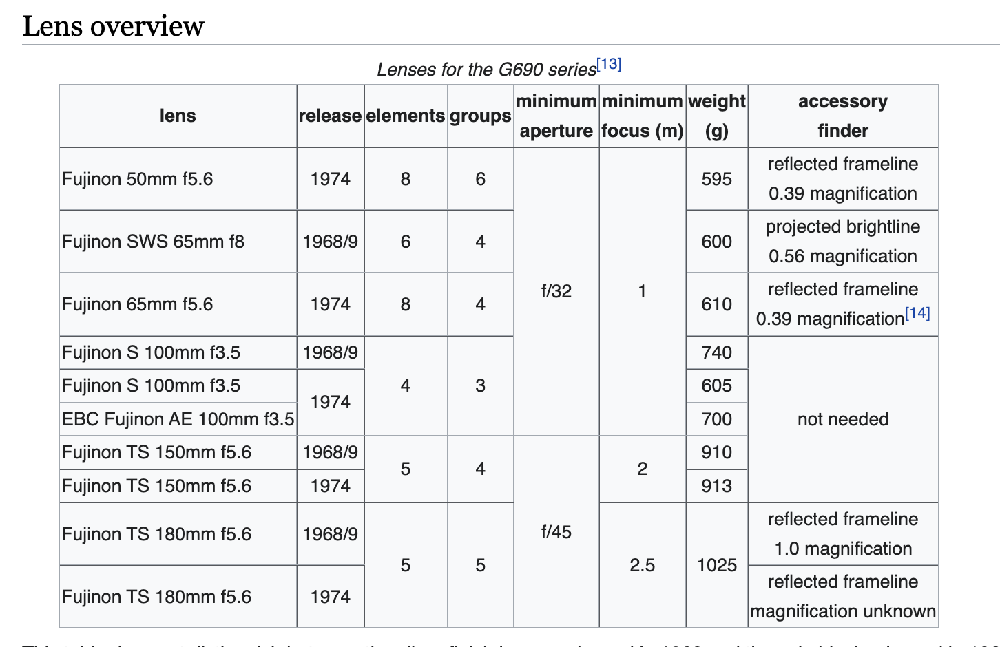 Lens overview
Lenses for the G690 series[13]
lens release elements groups minimum aperture minimum focus (m) weight (g) accessory finder
Fujinon 50mm f5.6 1974 8 6 f/32 1 595 reflected frameline 0.39 magnification
Fujinon SWS 65mm f8 1968/9 6 4 600 projected brightline 0.56 magnification
Fujinon 65mm f5.6 1974 8 4 610 reflected frameline 0.39 magnification[14]
Fujinon S 100mm f3.5 1968/9 4 3 740 not needed
Fujinon S 100mm f3.5 1974 605
EBC Fujinon AE 100mm f3.5 700
Fujinon TS 150mm f5.6 1968/9 5 4 f/45 2 910
Fujinon TS 150mm f5.6 1974 913
Fujinon TS 180mm f5.6 1968/9 5 5 2.5 1025 reflected frameline 1.0 magnification
Fujinon TS 180mm f5.6 1974 reflected frameline magnification unknown